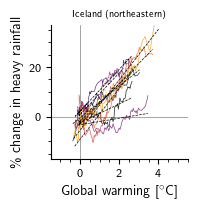 Iceland (northeastern)
% change in heavy rainfall
20
0
0
2
4
Global warming [°C]